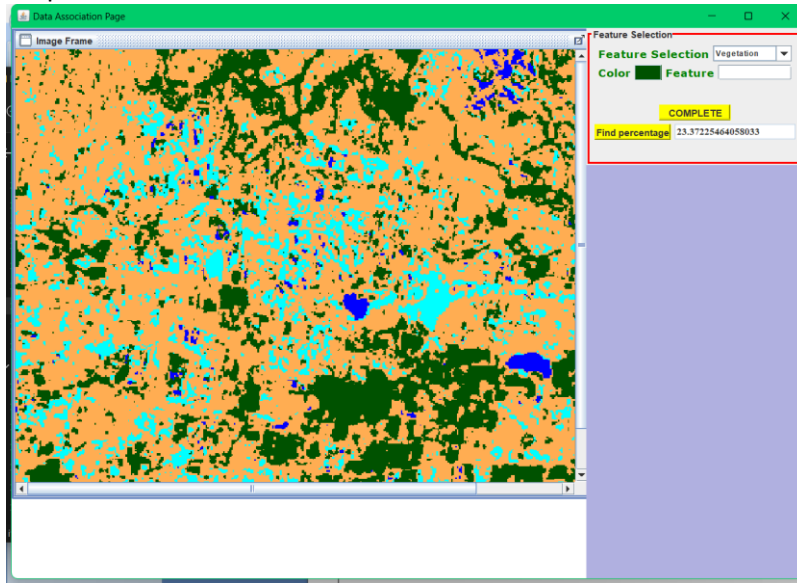 Data Association Page
Image Frame
Feature Selection
Feature Selection Vegetation
Color Feature
COMPLETE
Find percentage 23.37225464058033